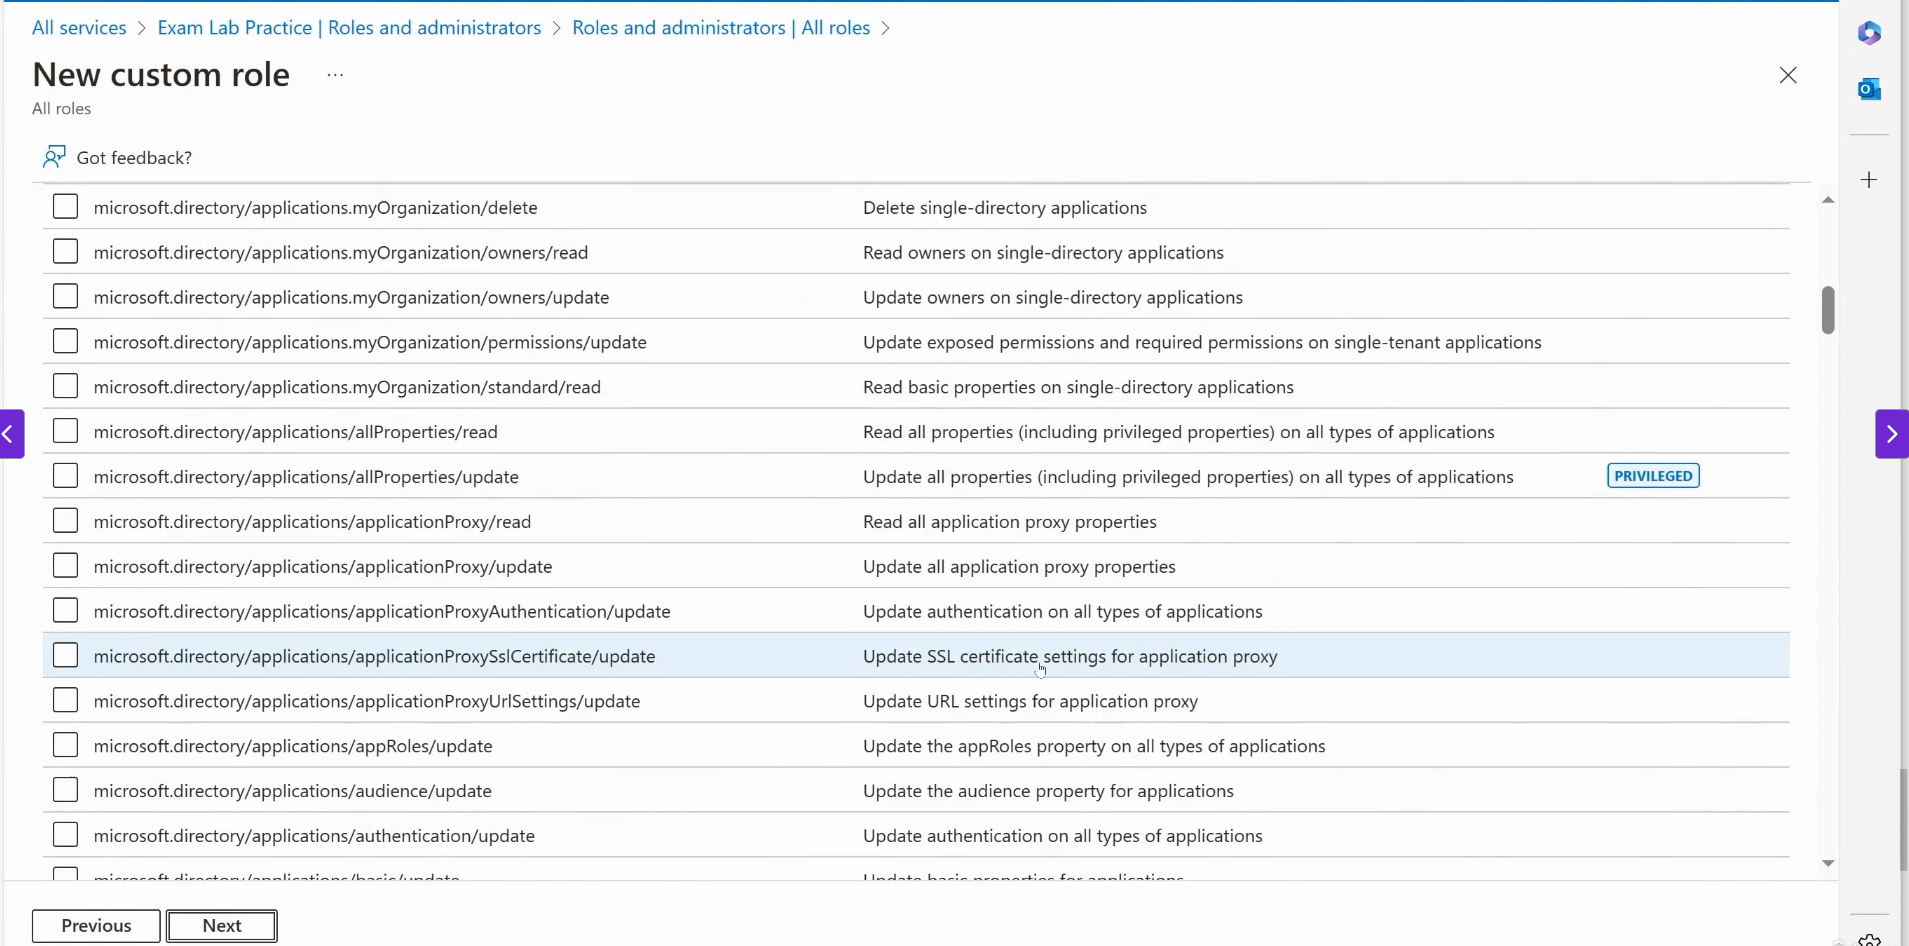 All services > Exam Lab Practice | Roles and administrators > Roles and administrators | All roles >
New custom role ...
All roles
Got feedback?
microsoft.directory/applications.myOrganization/delete Delete single-directory applications
microsoft.directory/applications.myOrganization/owners/read Read owners on single-directory applications
microsoft.directory/applications.myOrganization/owners/update Update owners on single-directory applications
microsoft.directory/applications.myOrganization/permissions/update Update exposed permissions and required permissions on single-tenant applications
microsoft.directory/applications.myOrganization/standard/read Read basic properties on single-directory applications
microsoft.directory/applications/allProperties/read Read all properties (including privileged properties) on all types of applications
microsoft.directory/applications/allProperties/update Update all properties (including privileged properties) on all types of applications PRIVILEGED
microsoft.directory/applications/applicationProxy/read Read all application proxy properties
microsoft.directory/applications/applicationProxy/update Update all application proxy properties
microsoft.directory/applications/applicationProxyAuthentication/update Update authentication on all types of applications
microsoft.directory/applications/applicationProxySslCertificate/update Update SSL certificate settings for application proxy
microsoft.directory/applications/applicationProxyUrlSettings/update Update URL settings for application proxy
microsoft.directory/applications/appRoles/update Update the appRoles property on all types of applications
microsoft.directory/applications/audience/update Update the audience property for applications
microsoft.directory/applications/authentication/update Update authentication on all types of applications
microsoft.directory/applications/basic/update Update basic properties for applications
Previous Next